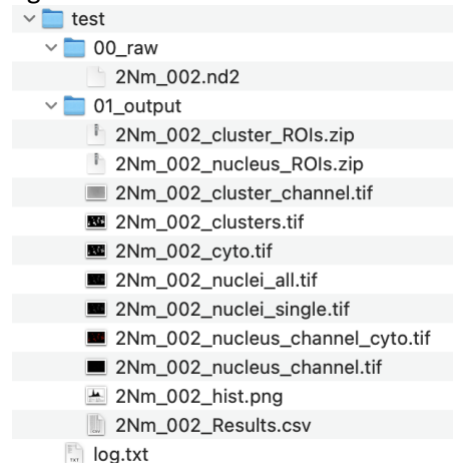 test
00_raw
2Nm_002.nd2
01_output
2Nm_002_cluster_ROIs.zip
2Nm_002_nucleus_ROIs.zip
2Nm_002_cluster_channel.tif
2Nm_002_clusters.tif
2Nm_002_cyto.tif
2Nm_002_nuclei_all.tif
2Nm_002_nuclei_single.tif
2Nm_002_nucleus_channel_cyto.tif
2Nm_002_nucleus_channel.tif
2Nm_002_hist.png
2Nm_002_Results.csv
log.txt